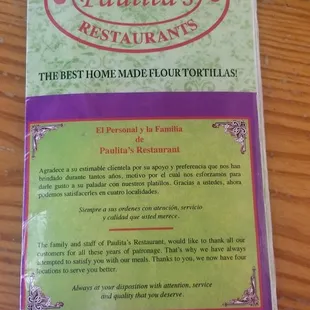 Paulita's
RESTAURANTS
THE BEST HOME MADE FLOUR TORTILLAS!
El Personal y la Familia
de
Paulita's Restaurant
Agradece a su estimable clientela por su apoyo y preferencia que nos han
brindado durante tantos años, motivo por el cual nos esforzamos para
darle gusto a su paladar con nuestros platillos. Gracias a ustedes, ahora
podemos satisfacerles en cuatro localidades.
Siempre a sus ordenes con atención, servicio
y calidad que usted merece.
The family and staff of Paulita's Restaurant, would like to thank all our
customers for all these years of patronage. That's why we have always
attempted to satisfy you with our meals. Thanks to you, we now have four
locations to serve you better.
Always at your disposition with attention, service
and quality that you deserve.